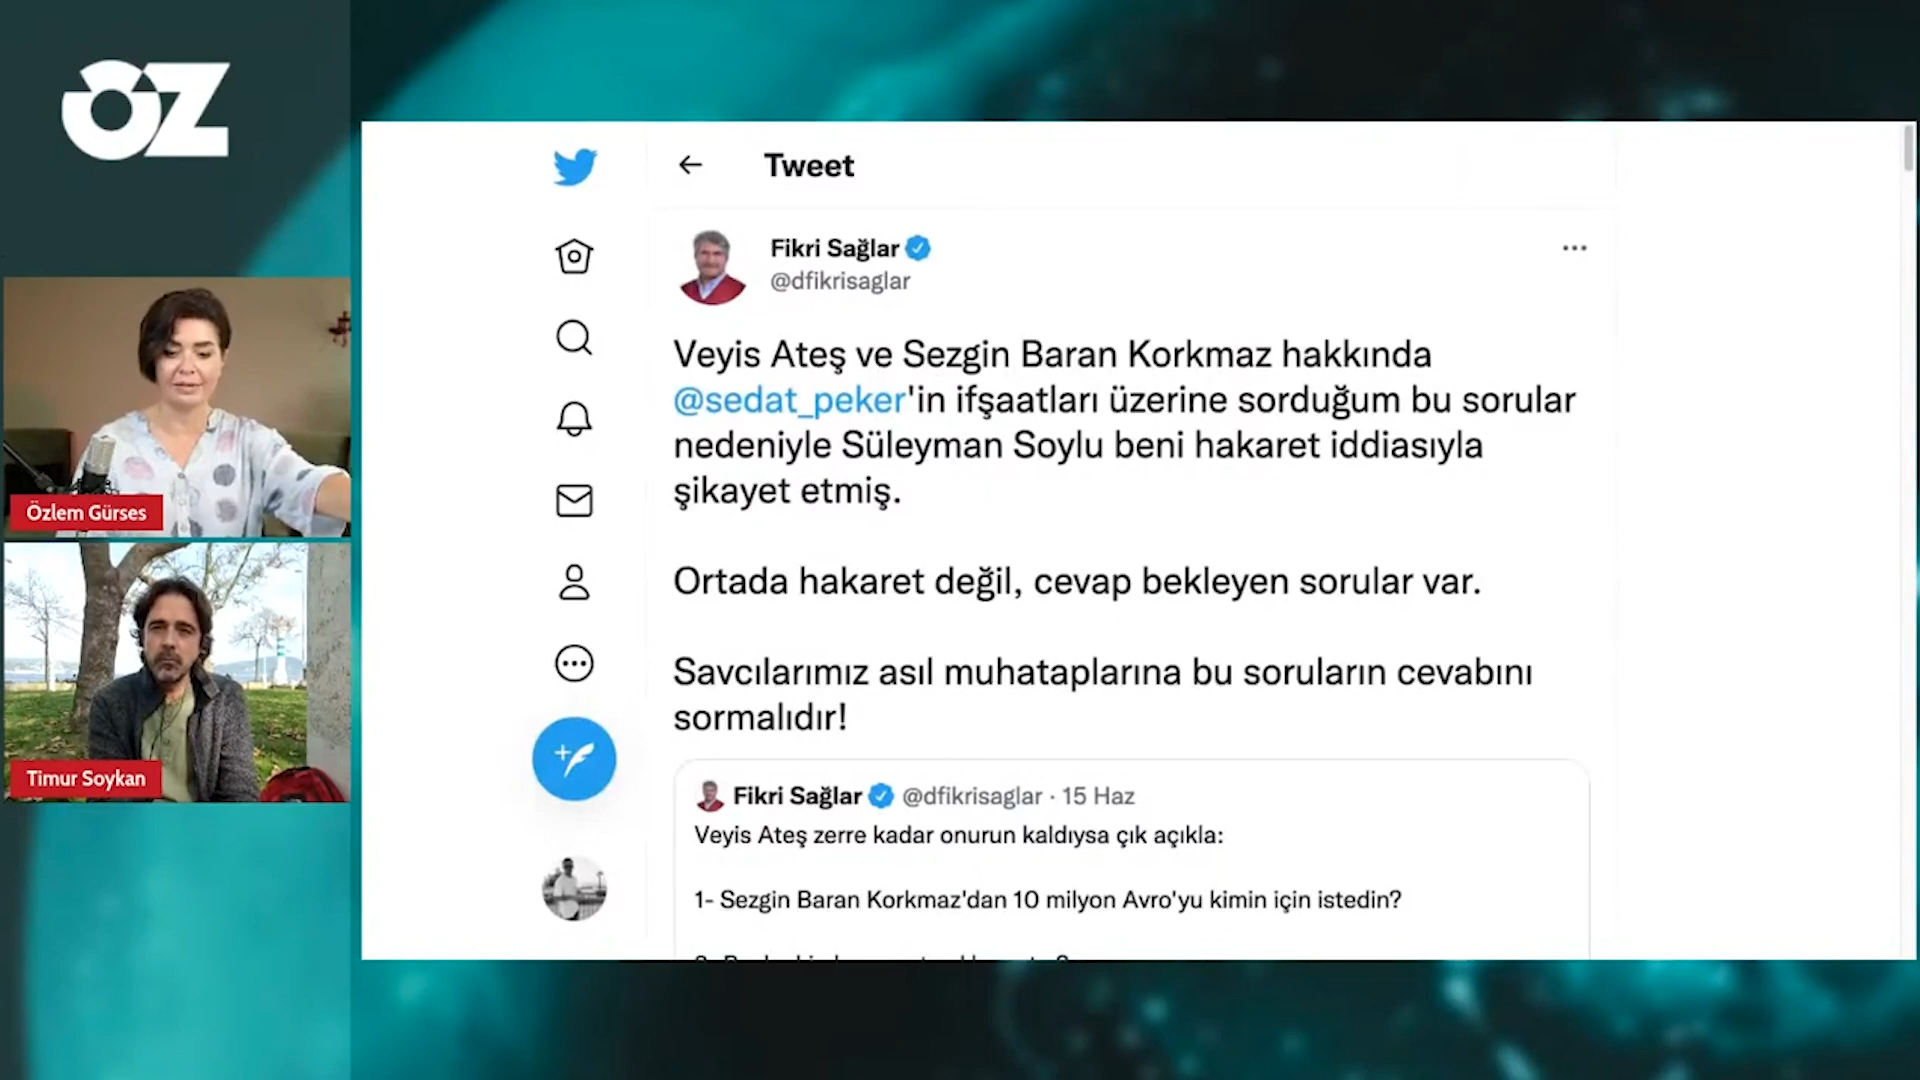 ÖZ
Tweet
Fikri Sağlar
@dfikrisaglar
Veyis Ateş ve Sezgin Baran Korkmaz hakkında
@sedat_peker'in ifşaatları üzerine sorduğum bu sorular
nedeniyle Süleyman Soylu beni hakaret iddiasıyla
şikayet etmiş.
Ortada hakaret değil, cevap bekleyen sorular var.
Savcılarımız asıl muhataplarına bu soruların cevabını
sormalıdır!
Fikri Sağlar @dfikrisaglar · 15 Haz
Veyis Ateş zerre kadar onurun kaldıysa çık açıkla:
1- Sezgin Baran Korkmaz'dan 10 milyon Avro'yu kimin için istedin?
Özlem Gürses
Timur Soykan